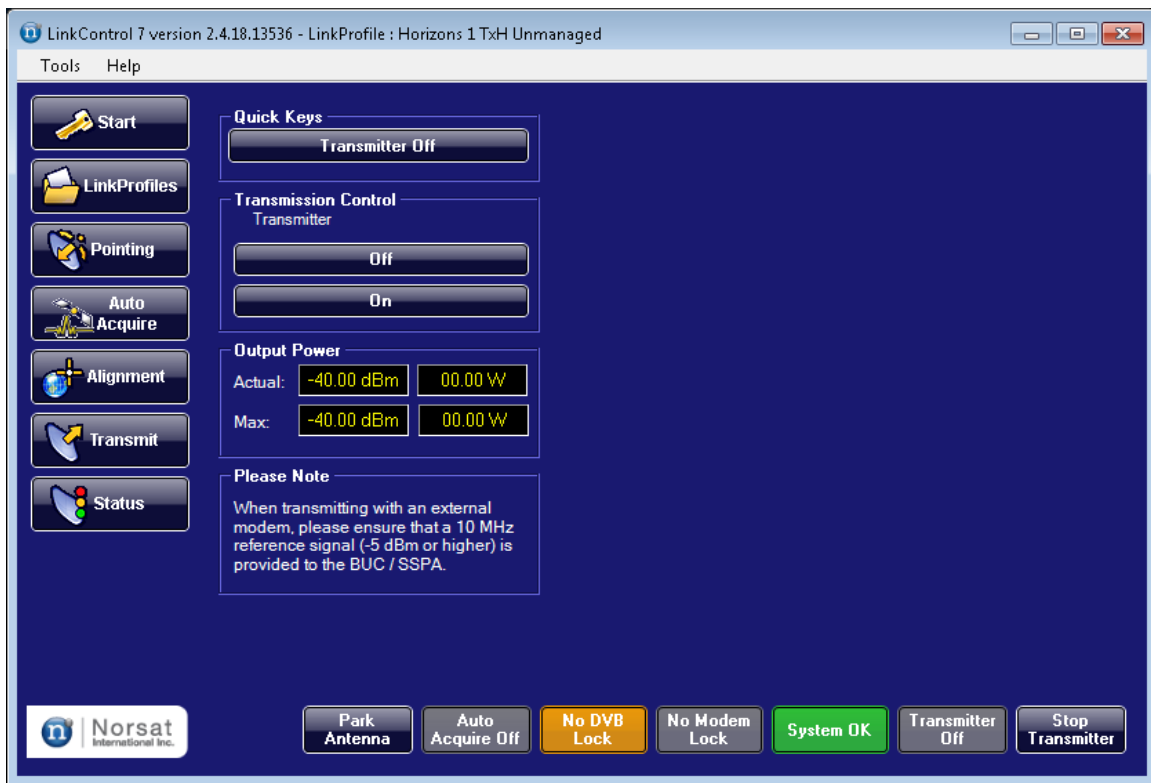 LinkControl 7 version 2.4.18.13536 - LinkProfile : Horizons 1 TxH Unmanaged
Tools Help
Start
LinkProfiles
Pointing
Auto
Acquire
Alignment
Transmit
Status
Quick Keys
Transmitter Off
Transmission Control
Transmitter
Off
On
Output Power
Actual: -40.00 dBm 00.00 W
Max: -40.00 dBm 00.00 W
Please Note
When transmitting with an external
modem, please ensure that a 10 MHz
reference signal (-5 dBm or higher) is
provided to the BUC / SSPA.
n Norsat
International Inc.
Park
Antenna
Auto
Acquire Off
No DVB
Lock
No Modem
Lock
System OK
Transmitter
Off
Stop
Transmitter